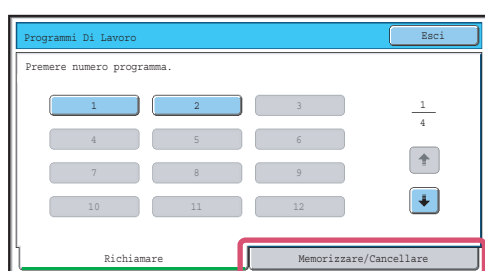 Programmi Di Lavoro Esci
Premere numero programma.
1 2 3 1
4 5 6 4
7 8 9
10 11 12
Richiamare Memorizzare/Cancellare